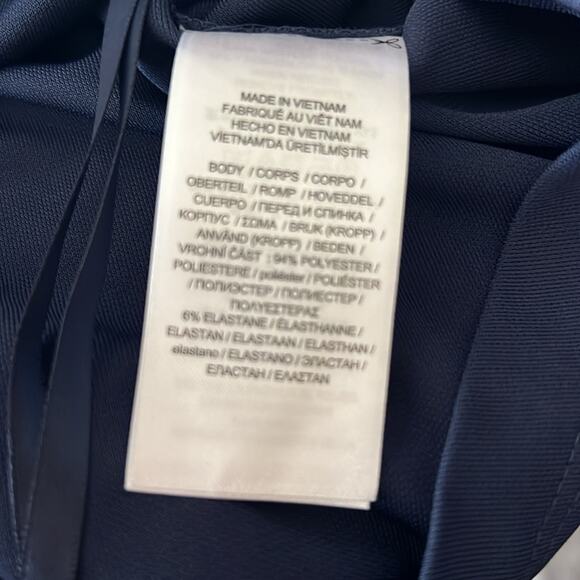 MADE IN VIETNAM
FABRIQUÉ AU VIÊT NAM
HECHO EN VIETNAM
VİETNAM'DA ÜRETİLMİŞTİR
BODY / CORPS / CORPO /
OBERTEIL / ROMP / HOVEDDEL /
CUERPO / ПЕРЕД И СПИНКА /
КОРПУС / ΣΩΜΑ / BRUK (KROPP) /
ANVÄND (KROPP) / BEDEN /
VRCHNÍ ČÁST : 94% POLYESTER /
POLIESTERE / poliéster / POLIÉSTER
/ ПОЛИЭСТЕР / ПОЛИЕСТЕР /
ΠΟΛΥΕΣΤΕΡΑΣ
6% ELASTANE / ÉLASTHANNE /
ELASTAN / ELASTAAN / ELASTHAN /
elastano / ELASTANO / ЭЛАСТАН /
ЕЛАСТАН / ΕΛΑΣΤΑΝ